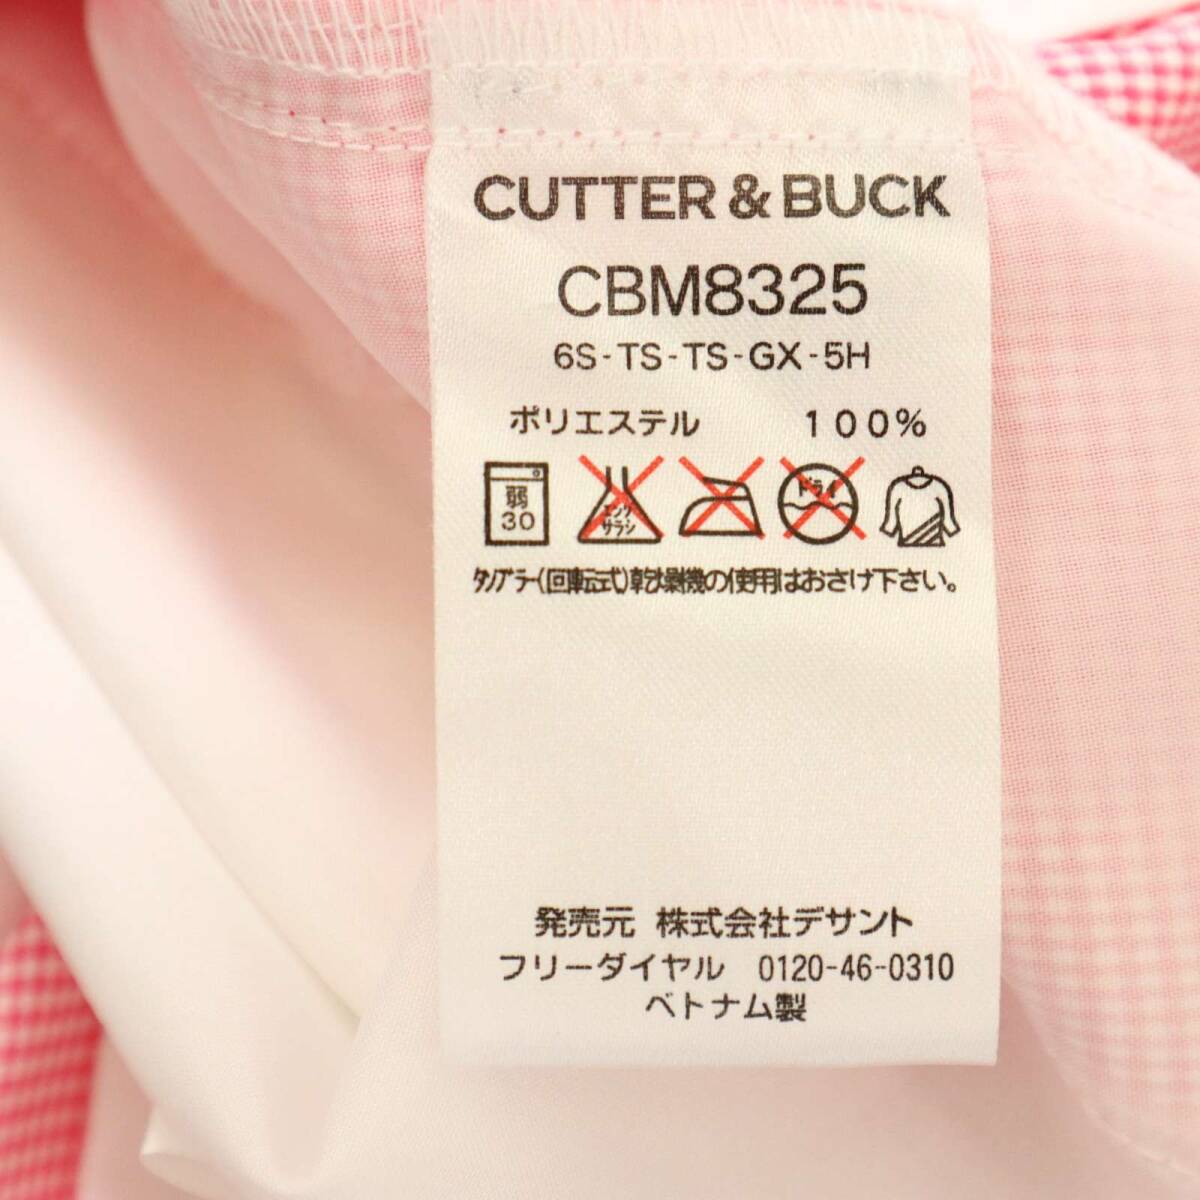 CUTTER & BUCK
CBM8325
6S-TS-TS-GX-5H
ポリエステル 100%
弱
30
エンソ
サラシ
ドライ
タンブラー(回転式)乾燥機の使用はおさけ下さい。
発売元 株式会社デサント
フリーダイヤル 0120-46-0310
ベトナム製